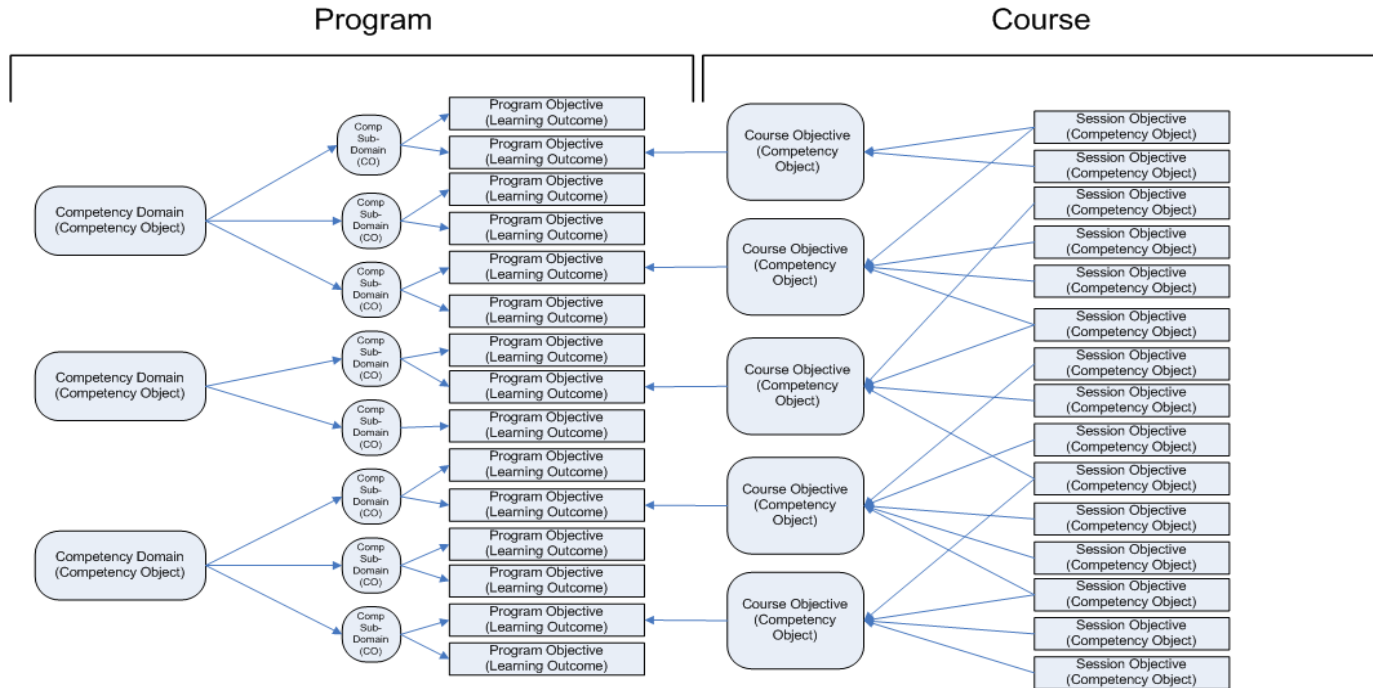 Program
Course
Competency Domain
(Competency Object)
Competency Domain
(Competency Object)
Competency Domain
(Competency Object)
Comp
Sub-
Domain
(CO)
Comp
Sub-
Domain
(CO)
Comp
Sub-
Domain
(CO)
Comp
Sub-
Domain
(CO)
Comp
Sub-
Domain
(CO)
Comp
Sub-
Domain
(CO)
Comp
Sub-
Domain
(CO)
Comp
Sub-
Domain
(CO)
Program Objective
(Learning Outcome)
Program Objective
(Learning Outcome)
Program Objective
(Learning Outcome)
Program Objective
(Learning Outcome)
Program Objective
(Learning Outcome)
Program Objective
(Learning Outcome)
Program Objective
(Learning Outcome)
Program Objective
(Learning Outcome)
Program Objective
(Learning Outcome)
Program Objective
(Learning Outcome)
Program Objective
(Learning Outcome)
Program Objective
(Learning Outcome)
Program Objective
(Learning Outcome)
Program Objective
(Learning Outcome)
Program Objective
(Learning Outcome)
Course Objective
(Competency
Object)
Course Objective
(Competency
Object)
Course Objective
(Competency
Object)
Course Objective
(Competency
Object)
Course Objective
(Competency
Object)
Session Objective
(Competency Object)
Session Objective
(Competency Object)
Session Objective
(Competency Object)
Session Objective
(Competency Object)
Session Objective
(Competency Object)
Session Objective
(Competency Object)
Session Objective
(Competency Object)
Session Objective
(Competency Object)
Session Objective
(Competency Object)
Session Objective
(Competency Object)
Session Objective
(Competency Object)
Session Objective
(Competency Object)
Session Objective
(Competency Object)
Session Objective
(Competency Object)
Session Objective
(Competency Object)